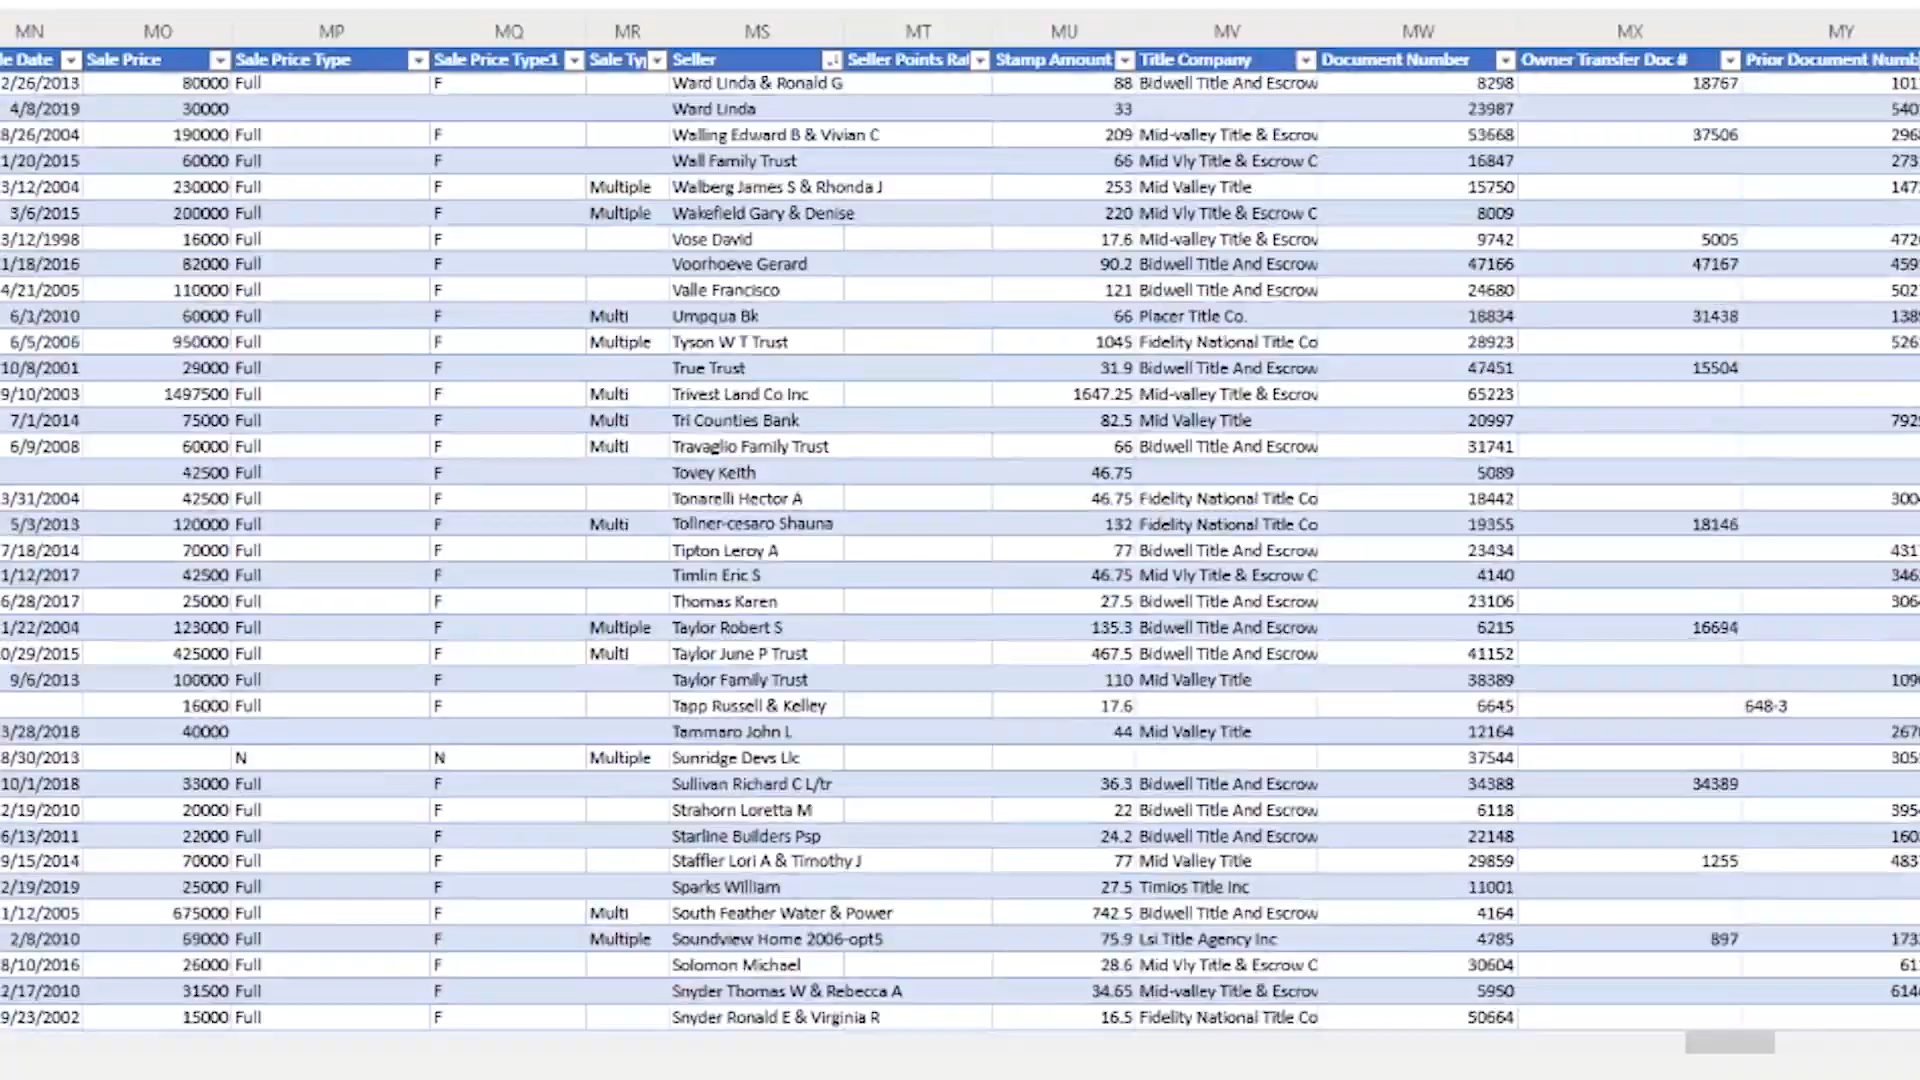 MN MO MP MQ MR MS MT MU MV MW MX MY
le Date Sale Price Sale Price Type Sale Price Type1 Sale Typ Seller Seller Points Rat Stamp Amount Title Company Document Number Owner Transfer Doc # Prior Document Numb
2/26/2013 80000 Full F Ward Linda & Ronald G 88 Bidwell Title And Escrow 8298 18767 101
4/8/2019 30000 Ward Linda 33 23987 540
8/26/2004 190000 Full F Walling Edward B & Vivian C 209 Mid-valley Title & Escrov 53668 37506 296
1/20/2015 60000 Full F Wall Family Trust 66 Mid Vly Title & Escrow C 16847 273
3/12/2004 230000 Full F Multiple Walberg James S & Rhonda J 253 Mid Valley Title 15750 147
3/6/2015 200000 Full F Multiple Wakefield Gary & Denise 220 Mid Vly Title & Escrow C 8009
3/12/1998 16000 Full F Vose David 17.6 Mid-valley Title & Escrov 9742 5005 472
1/18/2016 82000 Full F Voorhoeve Gerard 90.2 Bidwell Title And Escrow 47166 47167 459
4/21/2005 110000 Full F Valle Francisco 121 Bidwell Title And Escrow 24680 502
6/1/2010 60000 Full F Multi Umpqua Bk 66 Placer Title Co. 18834 31438 138
6/5/2006 950000 Full F Multiple Tyson W T Trust 1045 Fidelity National Title Co 28923 526
10/8/2001 29000 Full F True Trust 31.9 Bidwell Title And Escrow 47451 15504
9/10/2003 1497500 Full F Multi Trivest Land Co Inc 1647.25 Mid-valley Title & Escrov 65223
7/1/2014 75000 Full F Multi Tri Counties Bank 82.5 Mid Valley Title 20997 792
6/9/2008 60000 Full F Multi Travaglio Family Trust 66 Bidwell Title And Escrow 31741
42500 Full F Tovey Keith 46.75 5089
3/31/2004 42500 Full F Tonarelli Hector A 46.75 Fidelity National Title Co 18442 300
5/3/2013 120000 Full F Multi Tollner-cesaro Shauna 132 Fidelity National Title Co 19355 18146
7/18/2014 70000 Full F Tipton Leroy A 77 Bidwell Title And Escrow 23434 431
1/12/2017 42500 Full F Timlin Eric S 46.75 Mid Vly Title & Escrow C 4140 346
6/28/2017 25000 Full F Thomas Karen 27.5 Bidwell Title And Escrow 23106 306
1/22/2004 123000 Full F Multiple Taylor Robert S 135.3 Bidwell Title And Escrow 6215 16694
0/29/2015 425000 Full F Multi Taylor June P Trust 467.5 Bidwell Title And Escrow 41152
9/6/2013 100000 Full F Taylor Family Trust 110 Mid Valley Title 38389 109
16000 Full F Tapp Russell & Kelley 17.6 6645 648-3
3/28/2018 40000 Tammaro John L 44 Mid Valley Title 12164 267
8/30/2013 N N Multiple Sunridge Devs Llc 37544 305
10/1/2018 33000 Full F Sullivan Richard C L/tr 36.3 Bidwell Title And Escrow 34388 34389
2/19/2010 20000 Full F Strahorn Loretta M 22 Bidwell Title And Escrow 6118 395
6/13/2011 22000 Full F Starline Builders Psp 24.2 Bidwell Title And Escrow 22148 160
9/15/2014 70000 Full F Staffler Lori A & Timothy J 77 Mid Valley Title 29859 1255 483
2/19/2019 25000 Full F Sparks William 27.5 Timios Title Inc 11001
1/12/2005 675000 Full F Multi South Feather Water & Power 742.5 Bidwell Title And Escrow 4164
2/8/2010 69000 Full F Multiple Soundview Home 2006-opt5 75.9 Lsi Title Agency Inc 4785 897 173
8/10/2016 26000 Full F Solomon Michael 28.6 Mid Vly Title & Escrow C 30604 61
2/17/2010 31500 Full F Snyder Thomas W & Rebecca A 34.65 Mid-valley Title & Escrov 5950 614
9/23/2002 15000 Full F Snyder Ronald E & Virginia R 16.5 Fidelity National Title Co 50664